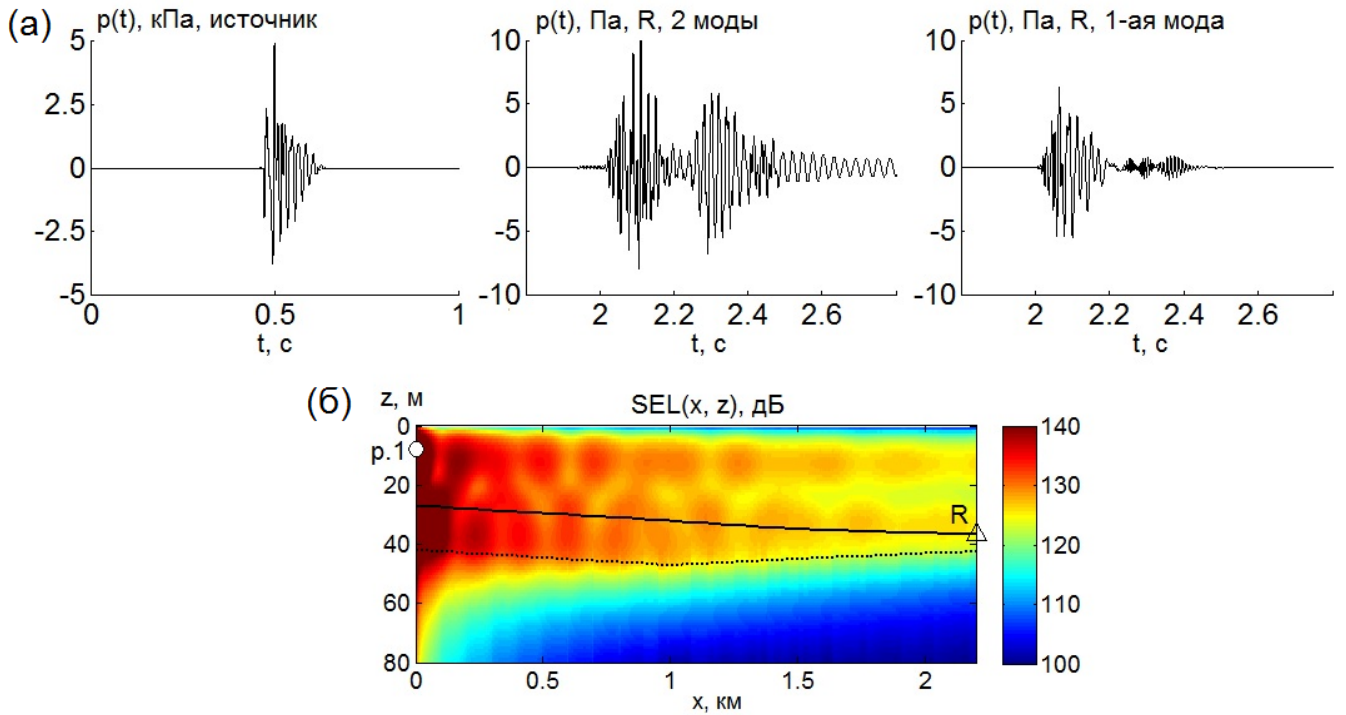 (а)
p(t), кПа, источник
5
2.5
0
-2.5
-5
0 0.5 1
t, с
p(t), Па, R, 2 моды
10
5
0
-5
-10
2 2.2 2.4 2.6
t, с
p(t), Па, R, 1-ая мода
10
5
0
-5
-10
2 2.2 2.4 2.6
t, с
(б)
z, м
SEL(x, z), дБ
0
р.1
20
40
60
80
R
0 0.5 1 1.5 2
х, км
140
130
120
110
100